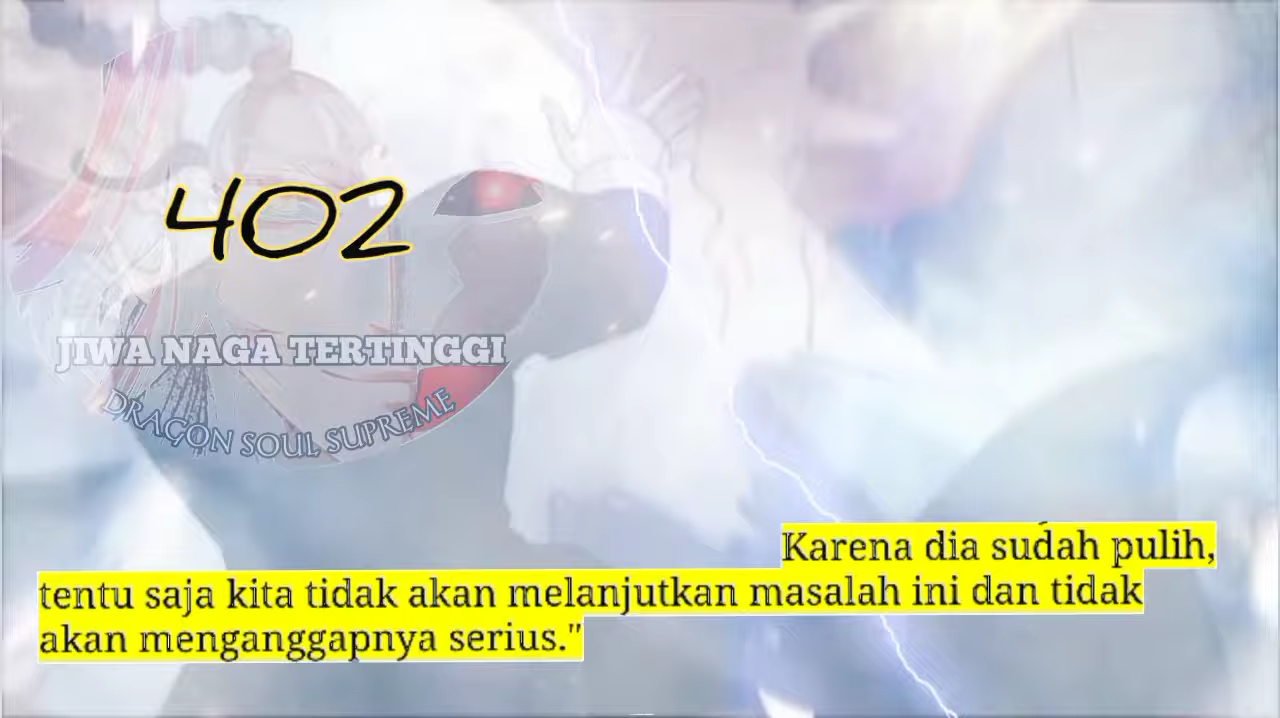 402
JIWA NAGA TERTINGGI
DRAGON SOUL SUPREME
Karena dia sudah pulih,
tentu saja kita tidak akan melanjutkan masalah ini dan tidak
akan menganggapnya serius."